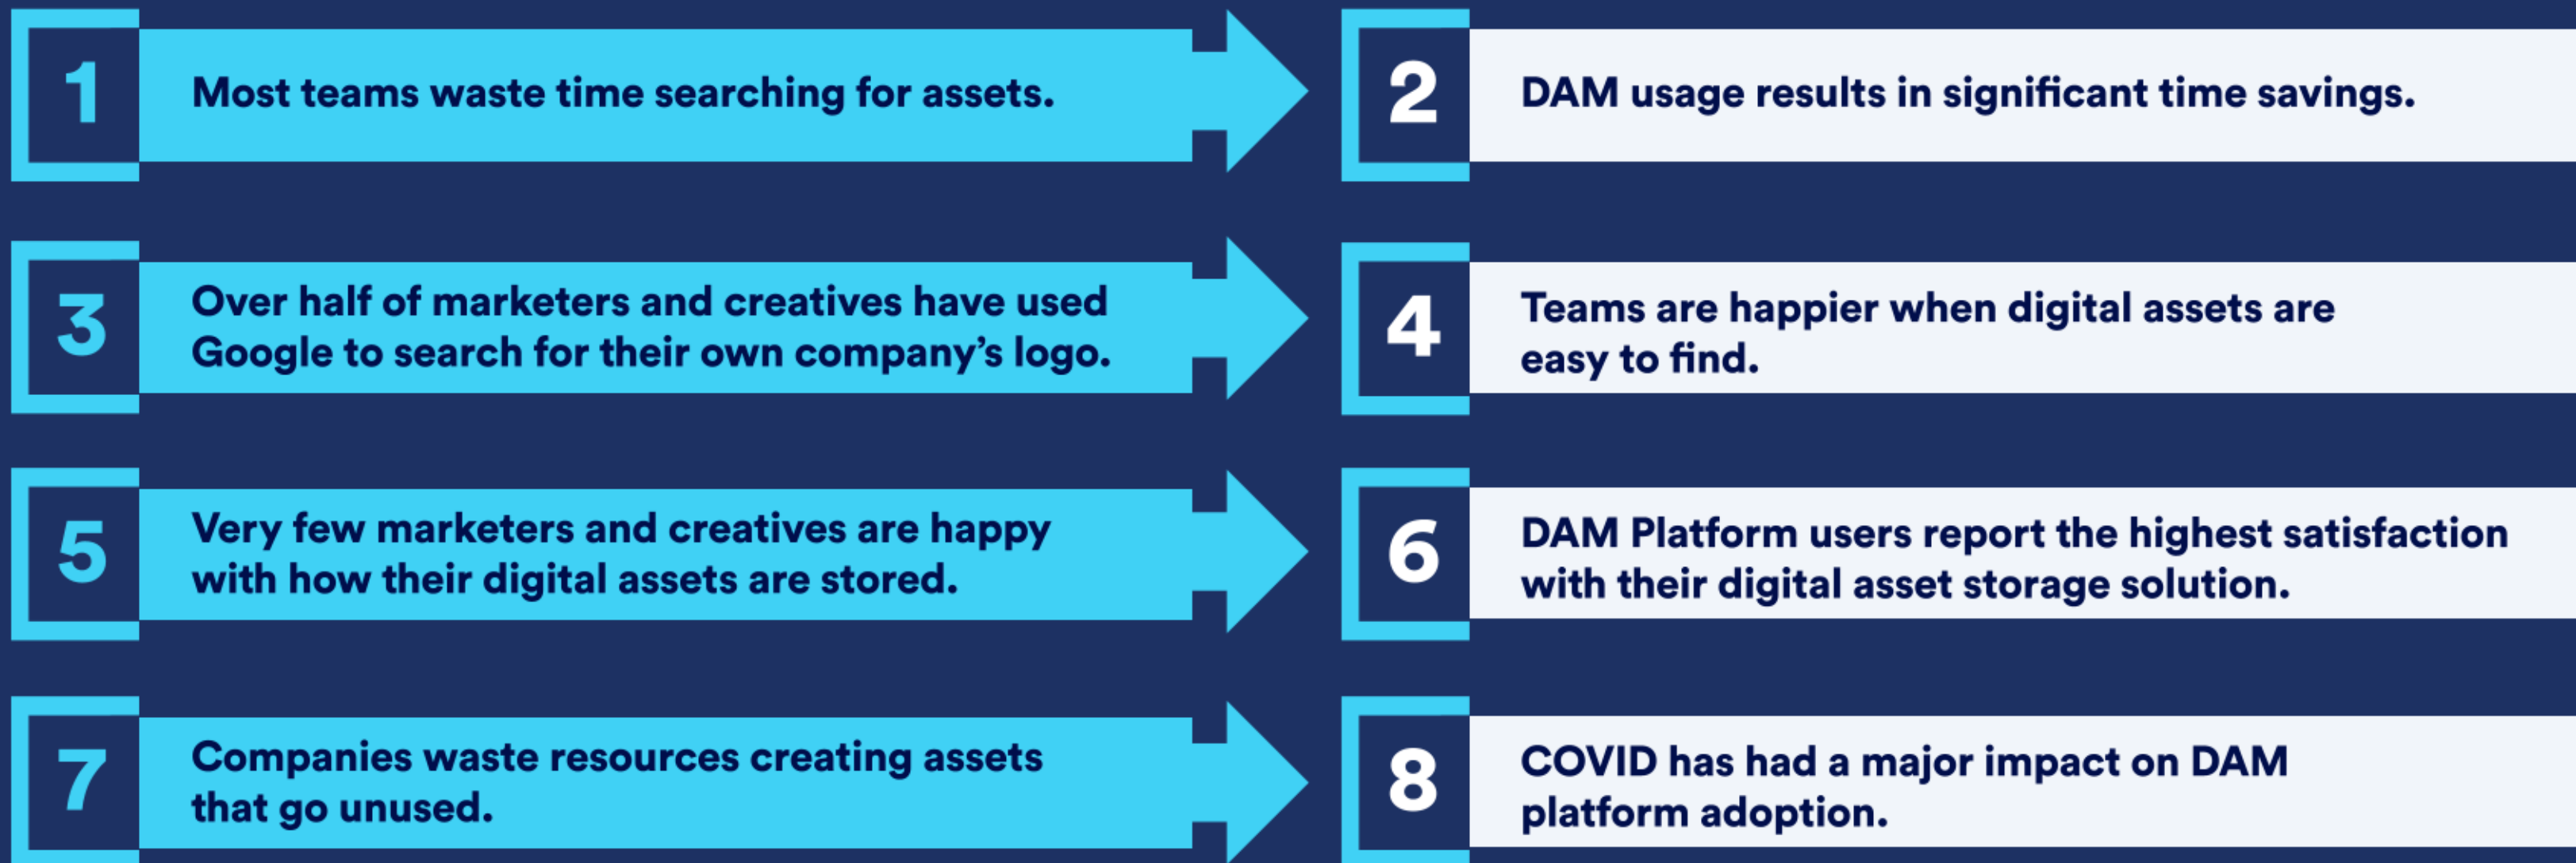 1
Most teams waste time searching for assets.
2
DAM usage results in significant time savings.
3
Over half of marketers and creatives have used
Google to search for their own company’s logo.
4
Teams are happier when digital assets are
easy to find.
5
Very few marketers and creatives are happy
with how their digital assets are stored.
6
DAM Platform users report the highest satisfaction
with their digital asset storage solution.
7
Companies waste resources creating assets
that go unused.
8
COVID has had a major impact on DAM
platform adoption.